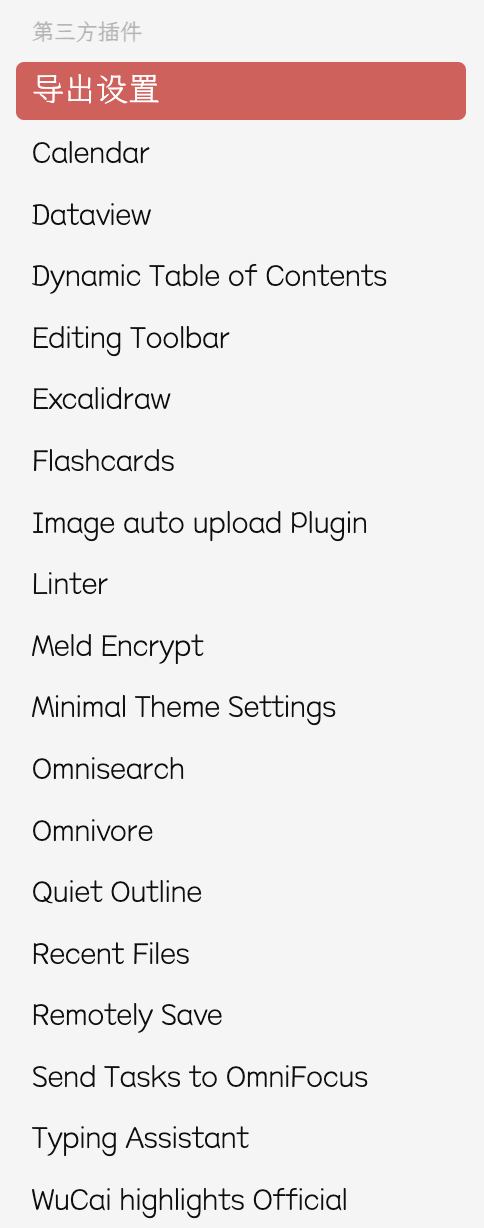 第三方插件
导出设置
Calendar
Dataview
Dynamic Table of Contents
Editing Toolbar
Excalidraw
Flashcards
Image auto upload Plugin
Linter
Meld Encrypt
Minimal Theme Settings
Omnisearch
Omnivore
Quiet Outline
Recent Files
Remotely Save
Send Tasks to OmniFocus
Typing Assistant
WuCai highlights Official